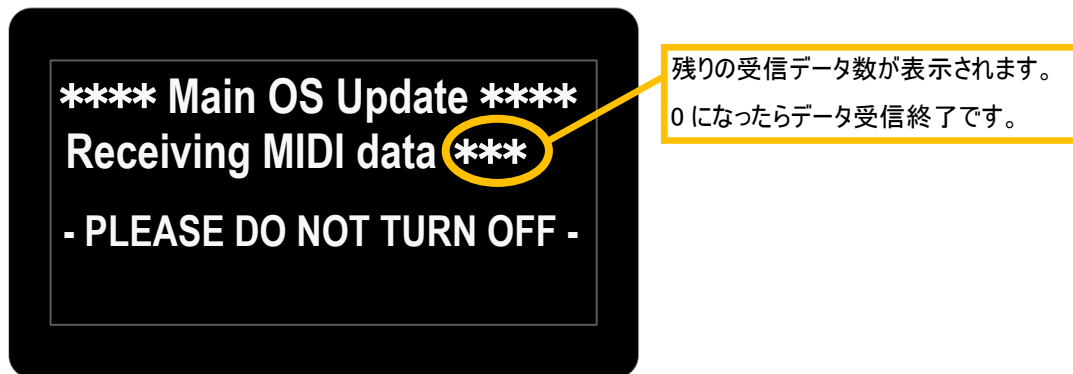 **** Main OS Update ****
Receiving MIDI data ***
- PLEASE DO NOT TURN OFF -
残りの受信データ数が表示されます。
0 になったらデータ受信終了です。